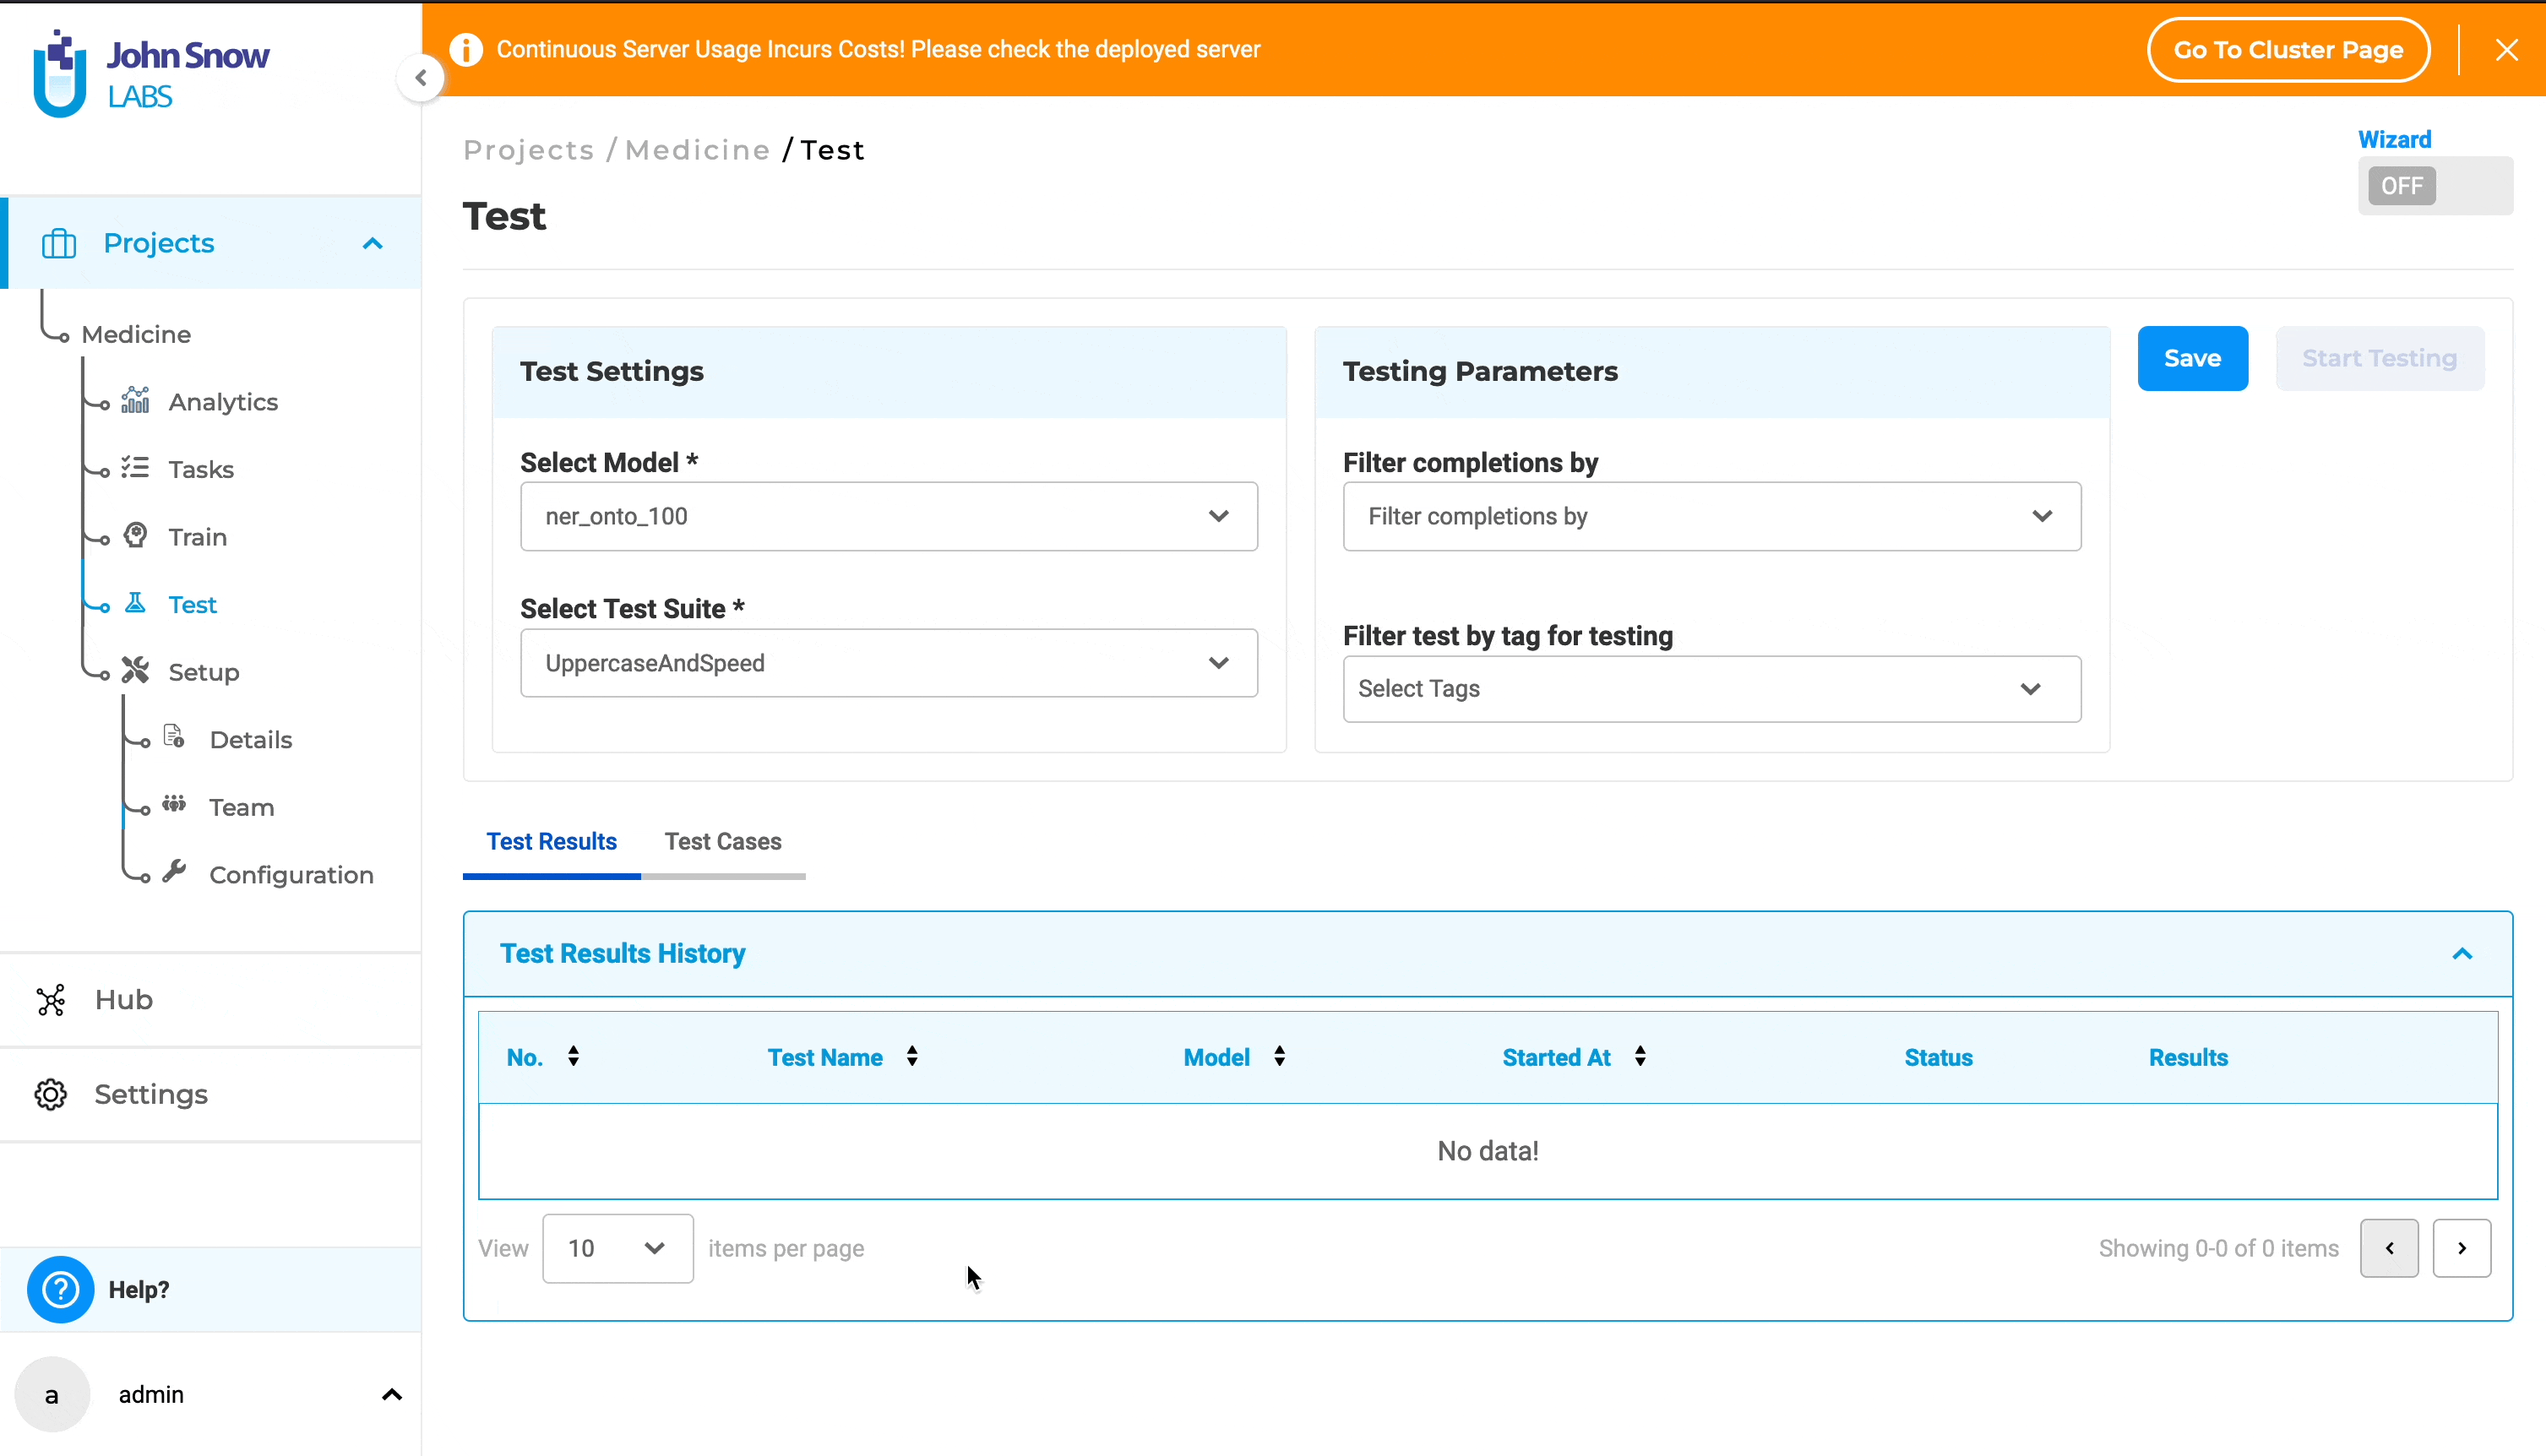 John Snow
LABS
Continuous Server Usage Incurs Costs! Please check the deployed server
Go To Cluster Page
Projects / Medicine / Test
Wizard
OFF
Test
Projects
Medicine
Analytics
Tasks
Train
Test
Setup
Details
Team
Configuration
Hub
Settings
Help?
a
admin
Test Settings
Select Model *
ner_onto_100
Select Test Suite *
UppercaseAndSpeed
Testing Parameters
Filter completions by
Filter completions by
Filter test by tag for testing
Select Tags
Save
Start Testing
Test Results
Test Cases
Test Results History
No. Test Name Model Started At Status Results
No data!
View 10 items per page
Showing 0-0 of 0 items